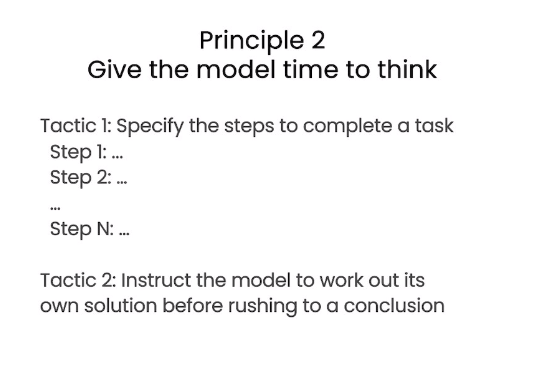 Principle 2
Give the model time to think
Tactic 1: Specify the steps to complete a task
Step 1: ...
Step 2: ...
...
Step N: ...
Tactic 2: Instruct the model to work out its
own solution before rushing to a conclusion